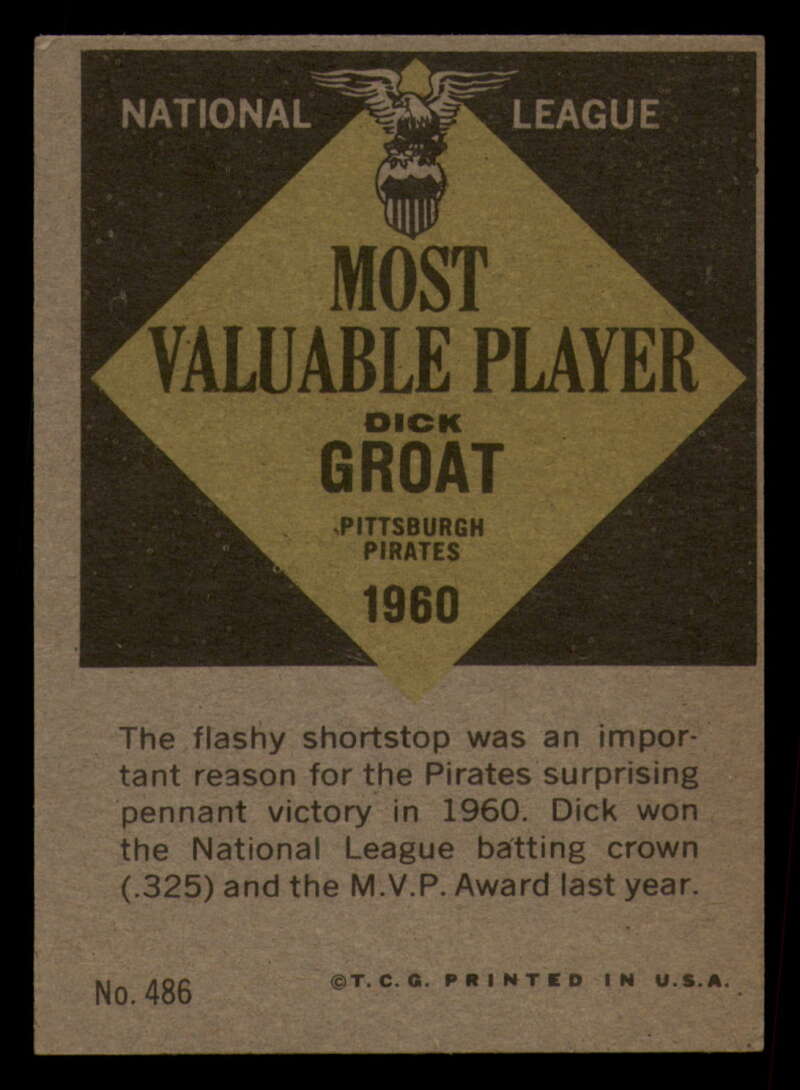 NATIONAL LEAGUE
MOST
VALUABLE PLAYER
DICK
GROAT
PITTSBURGH
PIRATES
1960
The flashy shortstop was an impor-
tant reason for the Pirates surprising
pennant victory in 1960. Dick won
the National League batting crown
(.325) and the M.V.P. Award last year.
No. 486
©T.C.G. PRINTED IN U.S.A.